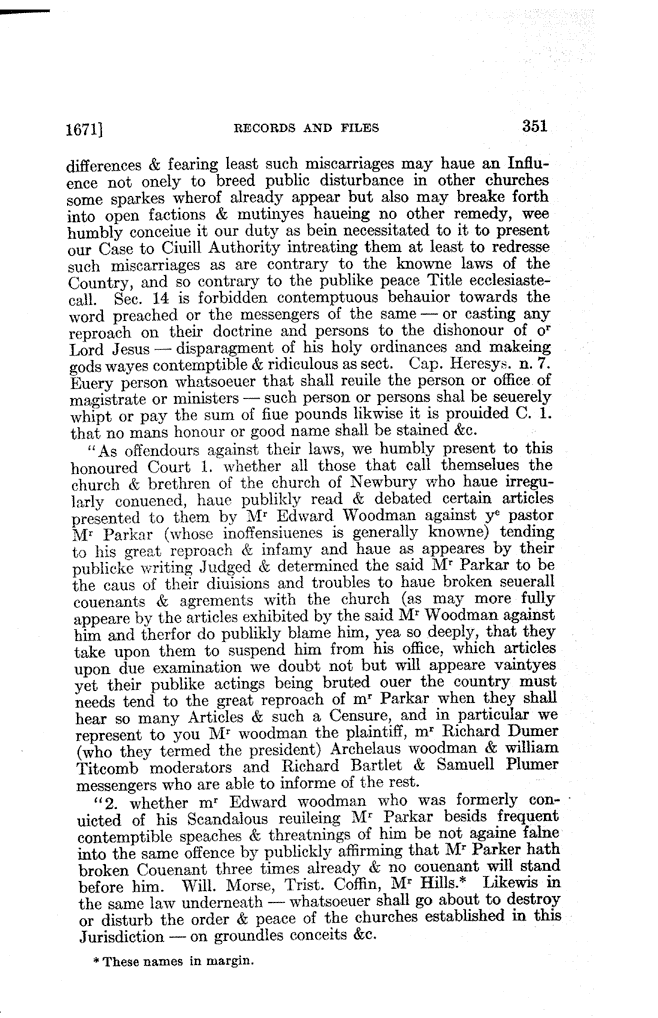 1671] RECORDS AND FILES 351
differences & fearing least such miscarriages may haue an Influ-
ence not onely to breed public disturbance in other churches
some sparkes wherof already appear but also may breake forth
into open factions & mutinyes haueing no other remedy, wee
humbly conceiue it our duty as bein necessitated to it to present
our Case to Ciuill Authority intreating them at least to redresse
such miscarriages as are contrary to the knowne laws of the
Country, and so contrary to the publike peace Title ecclesiaste-
call. Sec. 14 is forbidden contemptuous behauior towards the
word preached or the messengers of the same — or casting any
reproach on their doctrine and persons to the dishonour of oʳ
Lord Jesus — disparagment of his holy ordinances and makeing
gods wayes contemptible & ridiculous as sect. Cap. Heresys. n. 7.
Euery person whatsoeuer that shall reuile the person or office of
magistrate or ministers — such person or persons shal be seuerely
whipt or pay the sum of fiue pounds likwise it is prouided C. 1.
that no mans honour or good name shall be stained &c.
"As offendours against their laws, we humbly present to this
honoured Court 1. whether all those that call themselues the
church & brethren of the church of Newbury who haue irregu-
larly conuened, haue publikly read & debated certain articles
presented to them by Mʳ Edward Woodman against yᵉ pastor
Mʳ Parkar (whose inoffensiuenes is generally knowne) tending
to his great reproach & infamy and haue as appeares by their
publicke writing Judged & determined the said Mʳ Parkar to be
the caus of their diuisions and troubles to haue broken seuerall
couenants & agrements with the church (as may more fully
appeare by the articles exhibited by the said Mʳ Woodman against
him and therfor do publikly blame him, yea so deeply, that they
take upon them to suspend him from his office, which articles
upon due examination we doubt not but will appeare vaintyes
yet their publike actings being bruted ouer the country must
needs tend to the great reproach of mʳ Parkar when they shall
hear so many Articles & such a Censure, and in particular we
represent to you Mʳ woodman the plaintiff, mʳ Richard Dumer
(who they termed the president) Archelaus woodman & william
Titcomb moderators and Richard Bartlet & Samuell Plumer
messengers who are able to informe of the rest.
"2. whether mʳ Edward woodman who was formerly con-
uicted of his Scandalous reuileing Mʳ Parkar besids frequent
contemptible speaches & threatnings of him be not againe falne
into the same offence by publickly affirming that Mʳ Parker hath
broken Couenant three times already & no couenant will stand
before him. Will. Morse, Trist. Coffin, Mʳ Hills.* Likewis in
the same law underneath — whatsoeuer shall go about to destroy
or disturb the order & peace of the churches established in this
Jurisdiction — on groundles conceits &c.
* These names in margin.